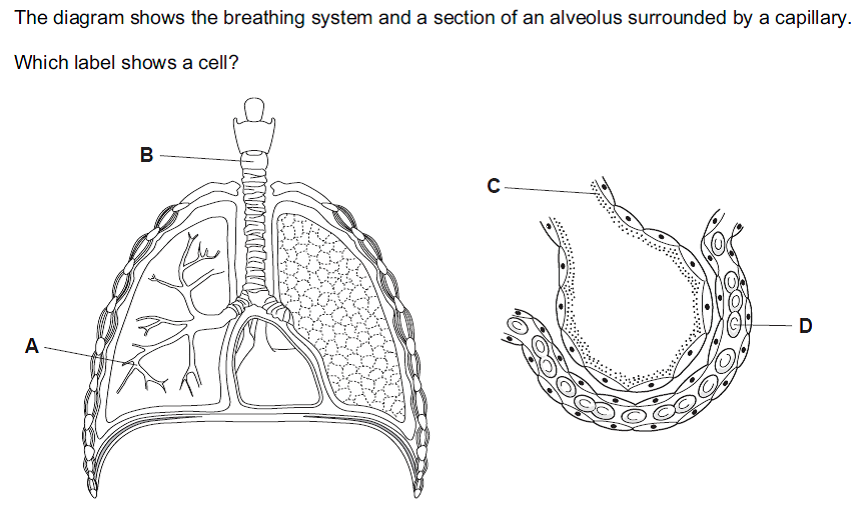 The diagram shows the breathing system and a section of an alveolus surrounded by a capillary.
Which label shows a cell?
B
C
D
A